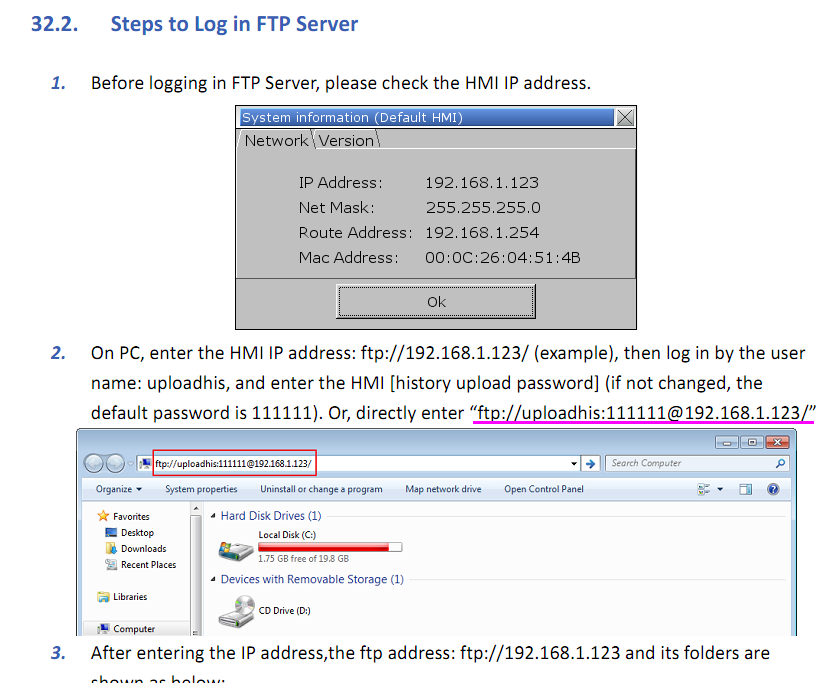 32.2. Steps to Log in FTP Server
1. Before logging in FTP Server, please check the HMI IP address.
System information (Default HMI)
Network Version
IP Address: 192.168.1.123
Net Mask: 255.255.255.0
Route Address: 192.168.1.254
Mac Address: 00:0C:26:04:51:4B
Ok
2. On PC, enter the HMI IP address: ftp://192.168.1.123/ (example), then log in by the user
name: uploadhis, and enter the HMI [history upload password] (if not changed, the
default password is 111111). Or, directly enter “ftp://uploadhis:111111@192.168.1.123/”
ftp://uploadhis:111111@192.168.1.123/ Search Computer
Organize System properties Uninstall or change a program Map network drive Open Control Panel
Favorites
Desktop
Downloads
Recent Places
Libraries
Computer
Hard Disk Drives (1)
Local Disk (C:)
1.75 GB free of 19.8 GB
Devices with Removable Storage (1)
CD Drive (D:)
3. After entering the IP address,the ftp address: ftp://192.168.1.123 and its folders are
shown as below: